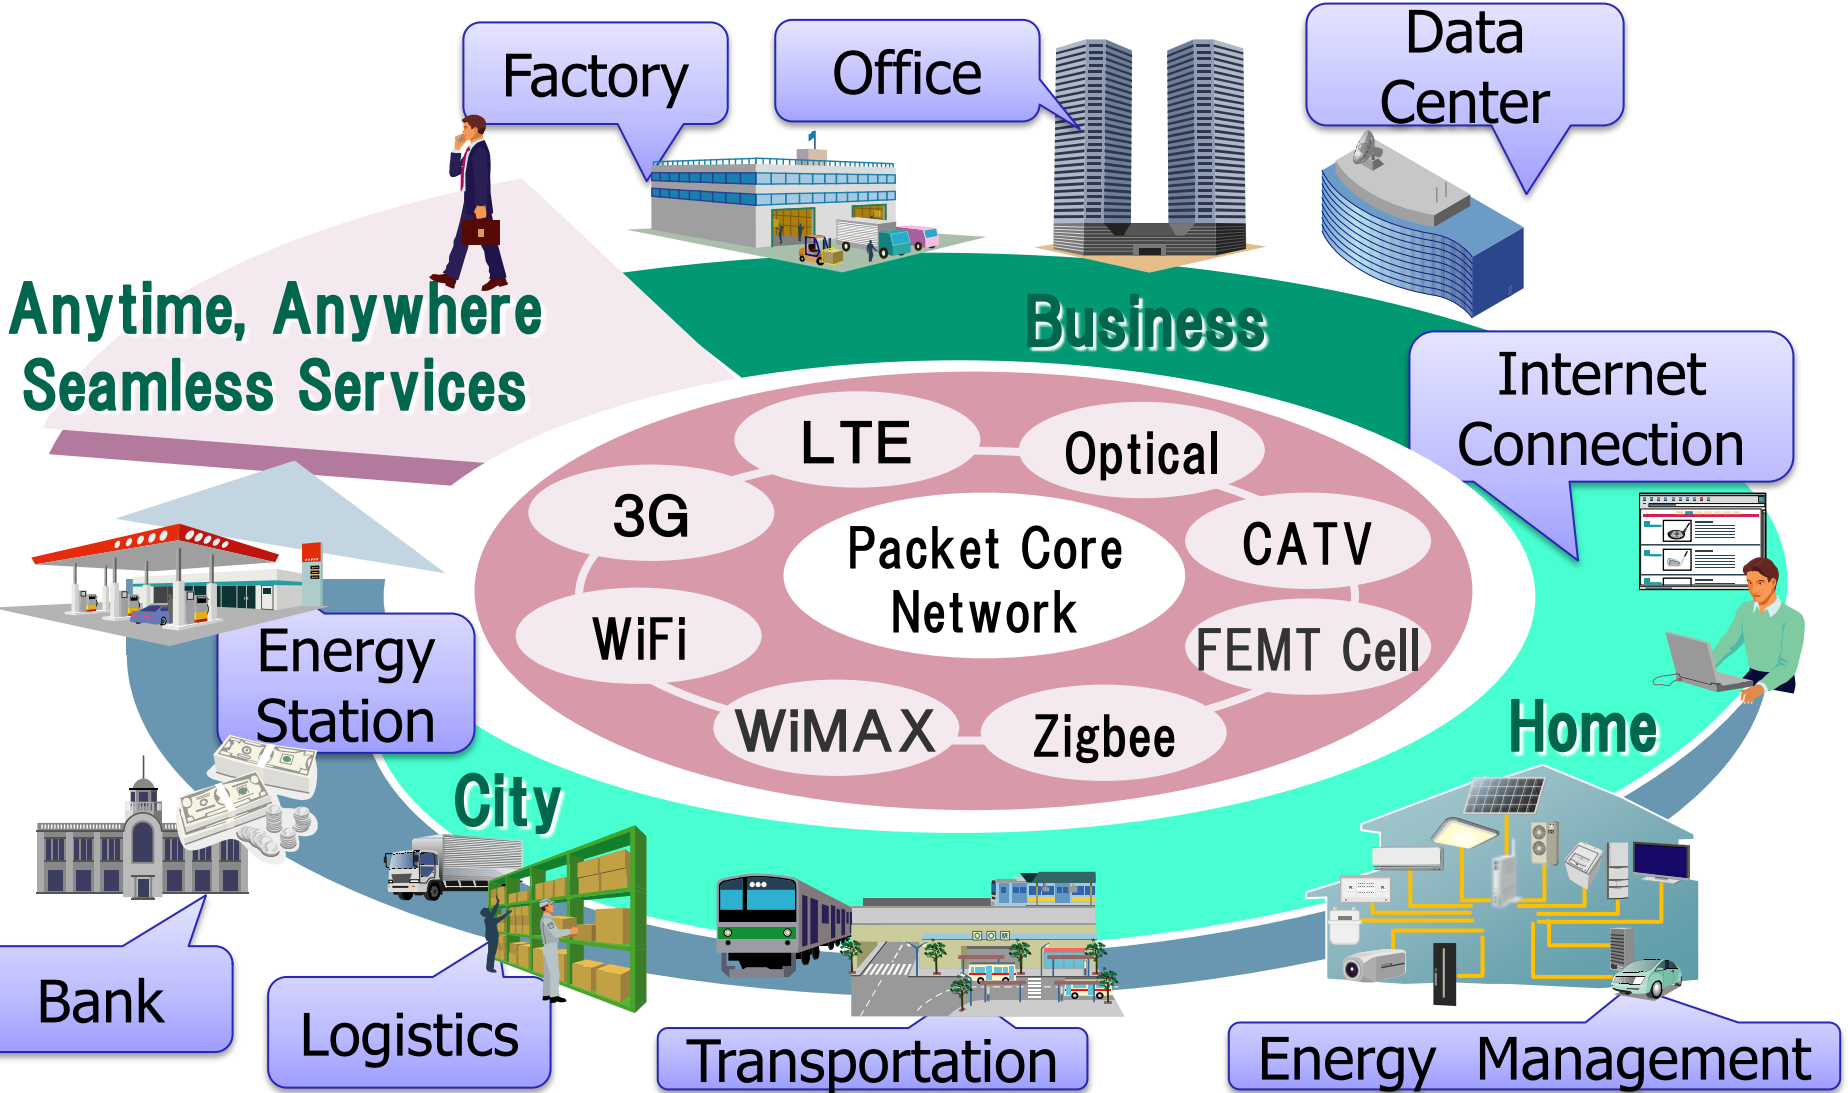 Factory
Office
Data
Center
Anytime, Anywhere
Seamless Services
Business
Internet
Connection
LTE
Optical
3G
CATV
Packet Core
Network
WiFi
FEMT Cell
WiMAX
Zigbee
Energy
Station
Home
City
Bank
Logistics
Transportation
Energy Management